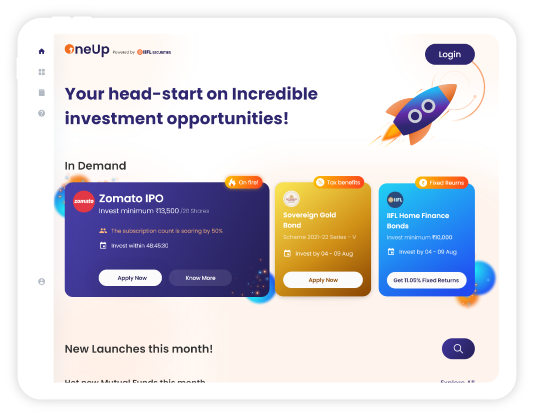 OneUp Powered by IIFL SECURITIES
Login
Your head-start on Incredible
investment opportunities!
In Demand
On fire!
zomato
Zomato IPO
Invest minimum ₹13,500 /20 Shares
The subscription count is soaring by 50%
Invest within 48:45:30
Apply Now
Know More
Tax benefits
Sovereign Gold
Bond
Scheme 2021-22 Series - V
Invest by 04 - 09 Aug
Apply Now
Fixed Returns
IIFL
IIFL Home Finance
Bonds
Invest minimum ₹10,000
Invest by 04 - 09 Aug
Get 11.05% Fixed Returns
New Launches this month!
Hot new Mutual Funds this month
Explore All